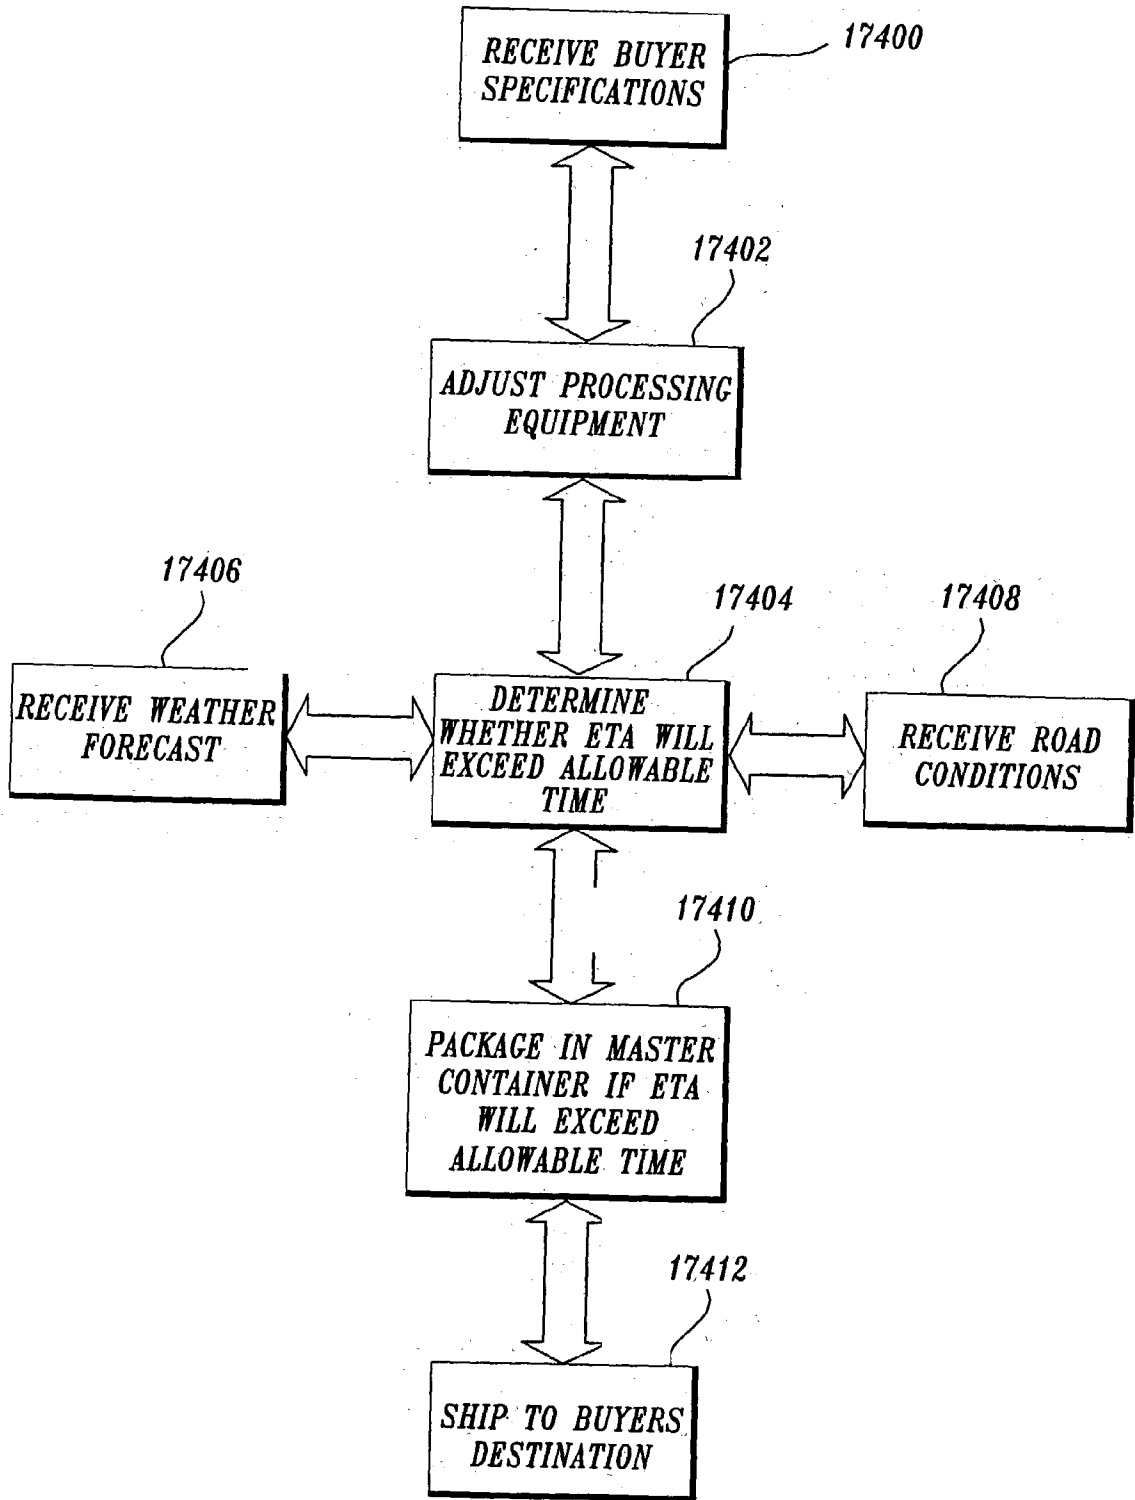 17400
RECEIVE BUYER
SPECIFICATIONS
17402
ADJUST PROCESSING
EQUIPMENT
17406
RECEIVE WEATHER
FORECAST
17404
DETERMINE
WHETHER ETA WILL
EXCEED ALLOWABLE
TIME
17408
RECEIVE ROAD
CONDITIONS
17410
PACKAGE IN MASTER
CONTAINER IF ETA
WILL EXCEED
ALLOWABLE TIME
17412
SHIP TO BUYERS
DESTINATION